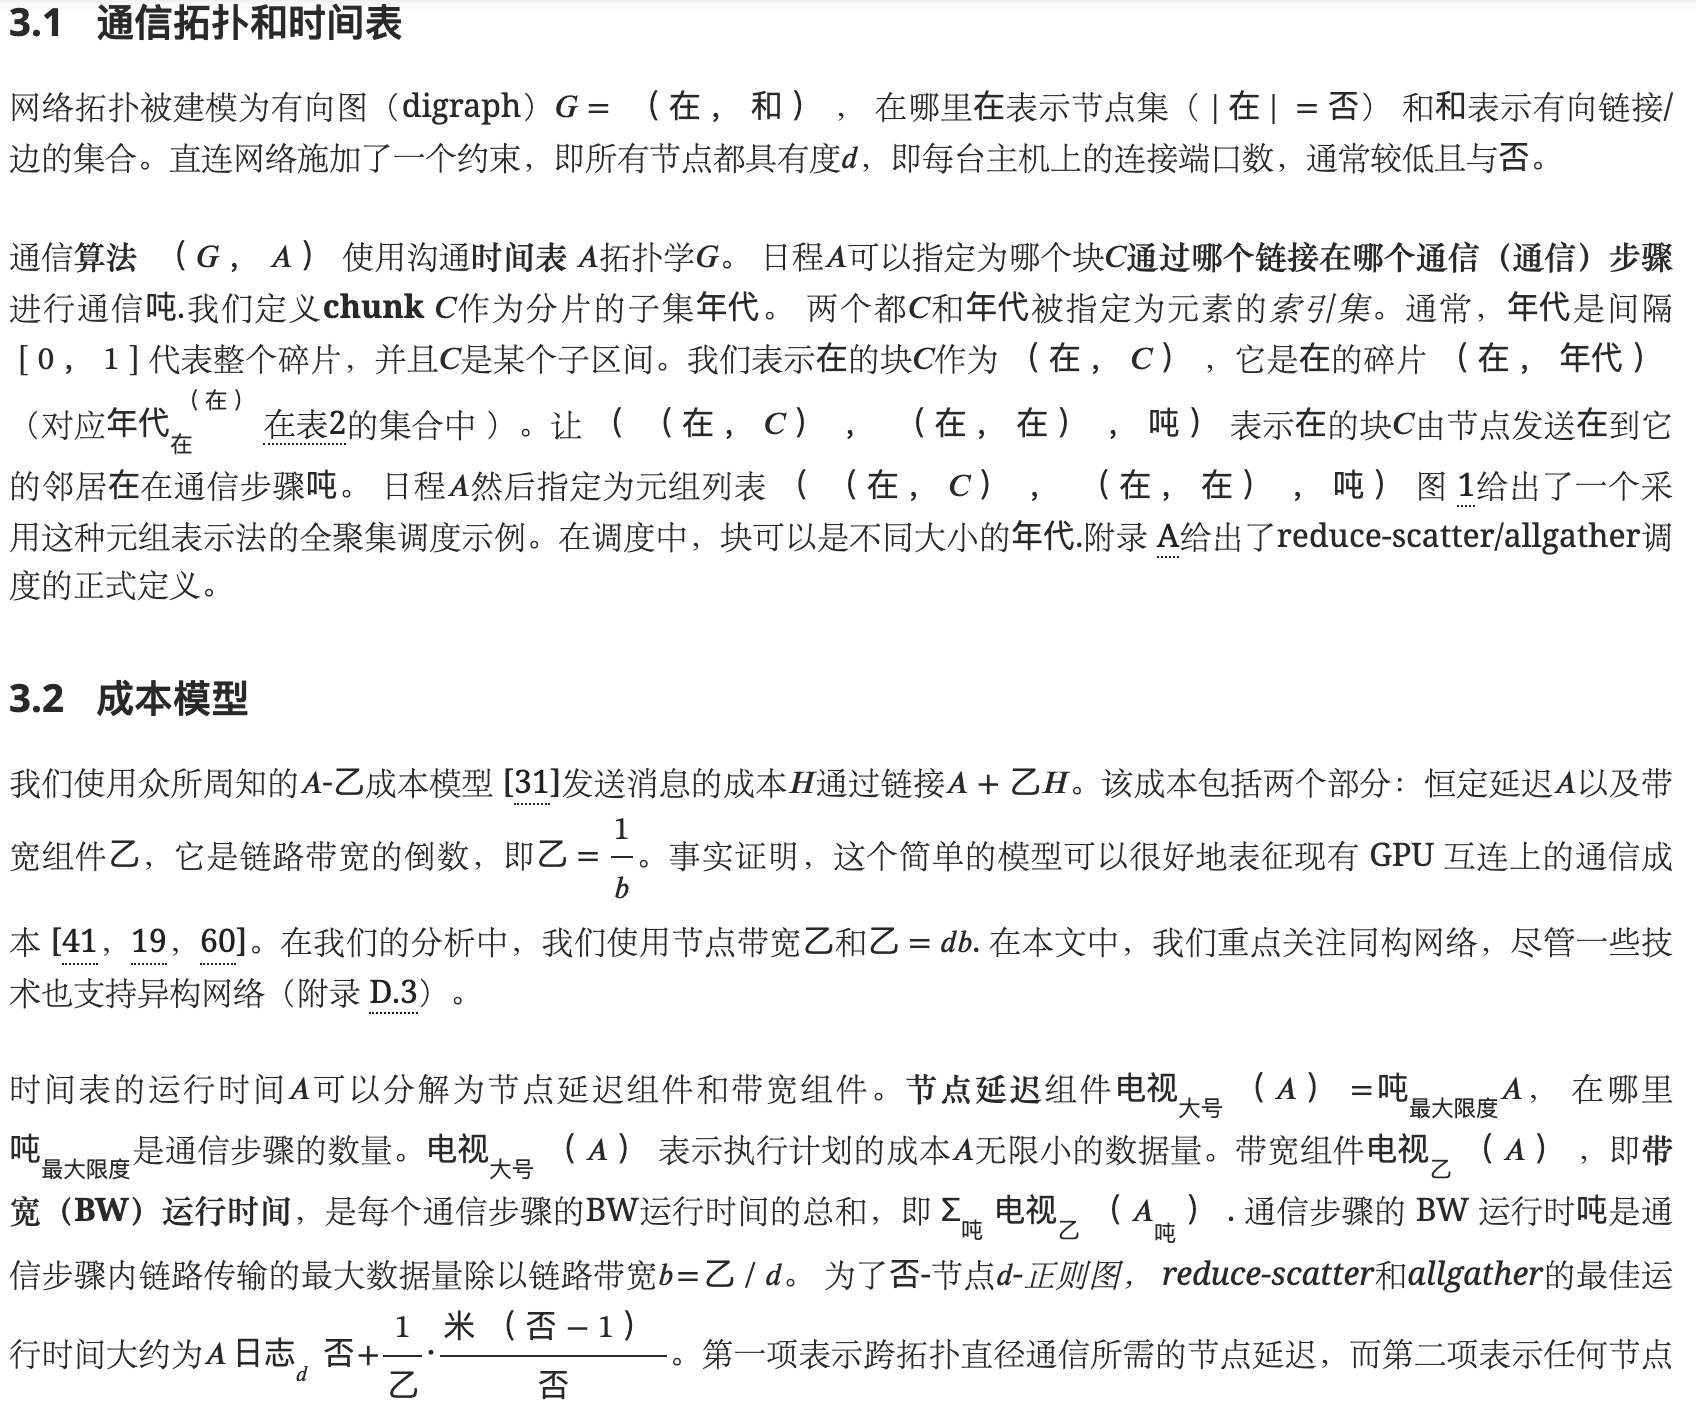 3.1 通信拓扑和时间表
网络拓扑被建模为有向图（digraph）G = （在，和），在哪里在表示节点集（|在| = 否） 和和表示有向链接/
边的集合。直连网络施加了一个约束，即所有节点都具有度d，即每台主机上的连接端口数，通常较低且与否。
通信算法 （G，A） 使用沟通时间表 A拓扑学G。 日程A可以指定为哪个块C通过哪个链接在哪个通信（通信）步骤
进行通信吨.我们定义chunk C作为分片的子集年代。 两个都C和年代被指定为元素的索引集。通常，年代是间隔
[0，1]代表整个碎片，并且C是某个子区间。我们表示在的块C作为 （在，C），它是在的碎片 （在，年代）
（对应年代在（在） 在表2的集合中 ）。让 （（在，C），（在，在），吨） 表示在的块C由节点发送在到它
的邻居在在通信步骤吨。 日程A然后指定为元组列表 （（在，C），（在，在），吨） 图 1给出了一个采
用这种元组表示法的全聚集调度示例。在调度中，块可以是不同大小的年代.附录 A给出了reduce-scatter/allgather调
度的正式定义。
3.2 成本模型
我们使用众所周知的A-乙成本模型 [31]发送消息的成本H通过链接A + 乙H。该成本包括两个部分：恒定延迟A以及带
宽组件乙，它是链路带宽的倒数，即乙 = 1/b。事实证明，这个简单的模型可以很好地表征现有 GPU 互连上的通信成
本 [41，19，60]。在我们的分析中，我们使用节点带宽乙和乙 = db. 在本文中，我们重点关注同构网络，尽管一些技
术也支持异构网络（附录 D.3）。
时间表的运行时间A可以分解为节点延迟组件和带宽组件。节点延迟组件电视大号 （A） =吨最大限度A， 在哪里
吨最大限度是通信步骤的数量。电视大号 （A） 表示执行计划的成本A无限小的数据量。带宽组件电视乙 （A），即带
宽（BW）运行时间，是每个通信步骤的BW运行时间的总和，即 Σ吨 电视乙 （A吨）. 通信步骤的 BW 运行时吨是通
信步骤内链路传输的最大数据量除以链路带宽b=乙 / d。 为了否-节点d-正则图， reduce-scatter和allgather的最佳运
行时间大约为A 日志d 否+1/乙·米（否−1）/否。第一项表示跨拓扑直径通信所需的节点延迟，而第二项表示任何节点